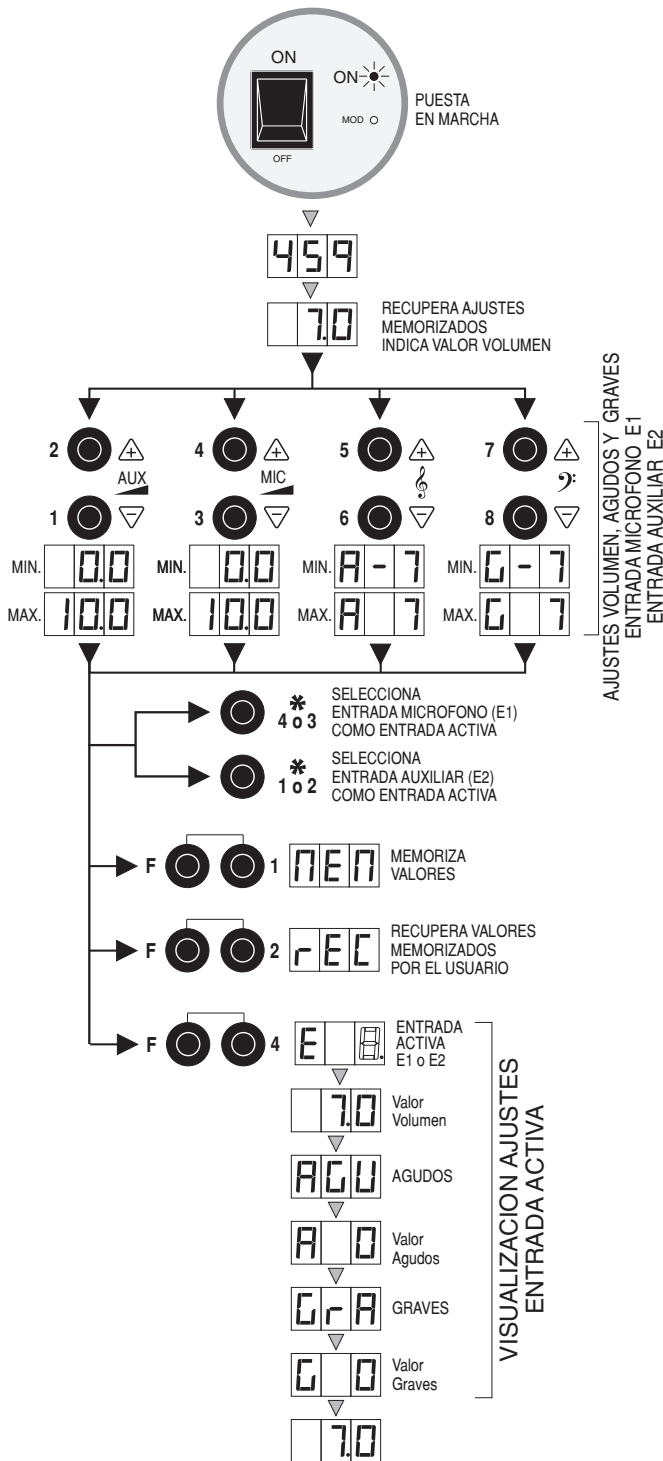 ON
ON
MOD
OFF
PUESTA
EN MARCHA
459
7.0
RECUPERA AJUSTES
MEMORIZADOS
INDICA VALOR VOLUMEN
2 + 4 + 5 + 7 +
AUX MIC
1 − 3 − 6 − 8 −
MIN. 0.0 MIN. 0.0 MIN. A-7 MIN. G-7
MAX. 10.0 MAX. 10.0 MAX. A 7 MAX. G 7
AJUSTES VOLUMEN, AGUDOS Y GRAVES
ENTRADA MICROFONO E1
ENTRADA AUXILIAR E2
*
4 o 3
SELECCIONA
ENTRADA MICROFONO (E1)
COMO ENTRADA ACTIVA
*
1 o 2
SELECCIONA
ENTRADA AUXILIAR (E2)
COMO ENTRADA ACTIVA
F 1 MEM
MEMORIZA
VALORES
F 2 rEC
RECUPERA VALORES
MEMORIZADOS
POR EL USUARIO
F 4 E 8.
ENTRADA
ACTIVA
E1 o E2
7.0
Valor
Volumen
AGU
AGUDOS
A 0
Valor
Agudos
GrA
GRAVES
G 0
Valor
Graves
7.0
VISUALIZACION AJUSTES
ENTRADA ACTIVA